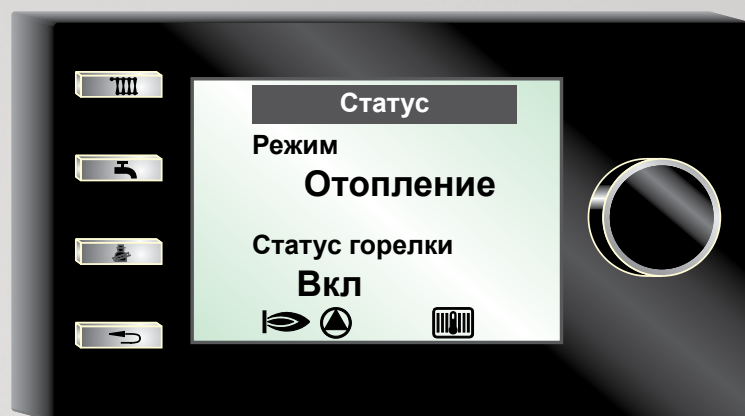 Статус
Режим
Отопление
Статус горелки
Вкл